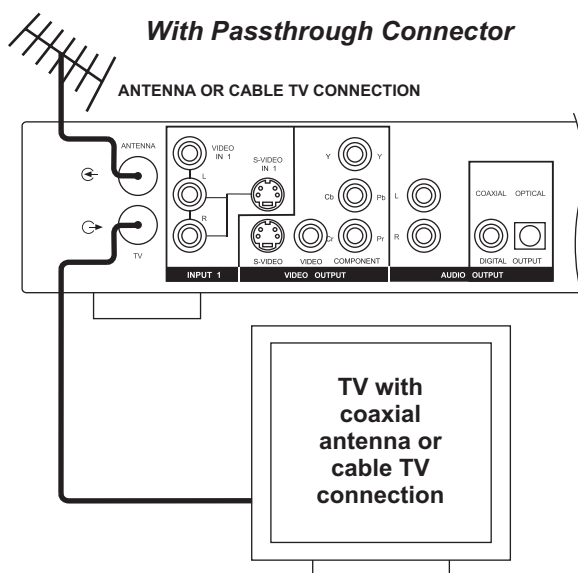 With Passthrough Connector
ANTENNA OR CABLE TV CONNECTION
ANTENNA
TV
VIDEO
IN 1
L
R
S-VIDEO
IN 1
S-VIDEO
VIDEO
Y Y
Cb Pb
Cr Pr
COMPONENT
L
R
COAXIAL OPTICAL
DIGITAL OUTPUT
INPUT 1
VIDEO OUTPUT
AUDIO OUTPUT
TV with
coaxial
antenna or
cable TV
connection